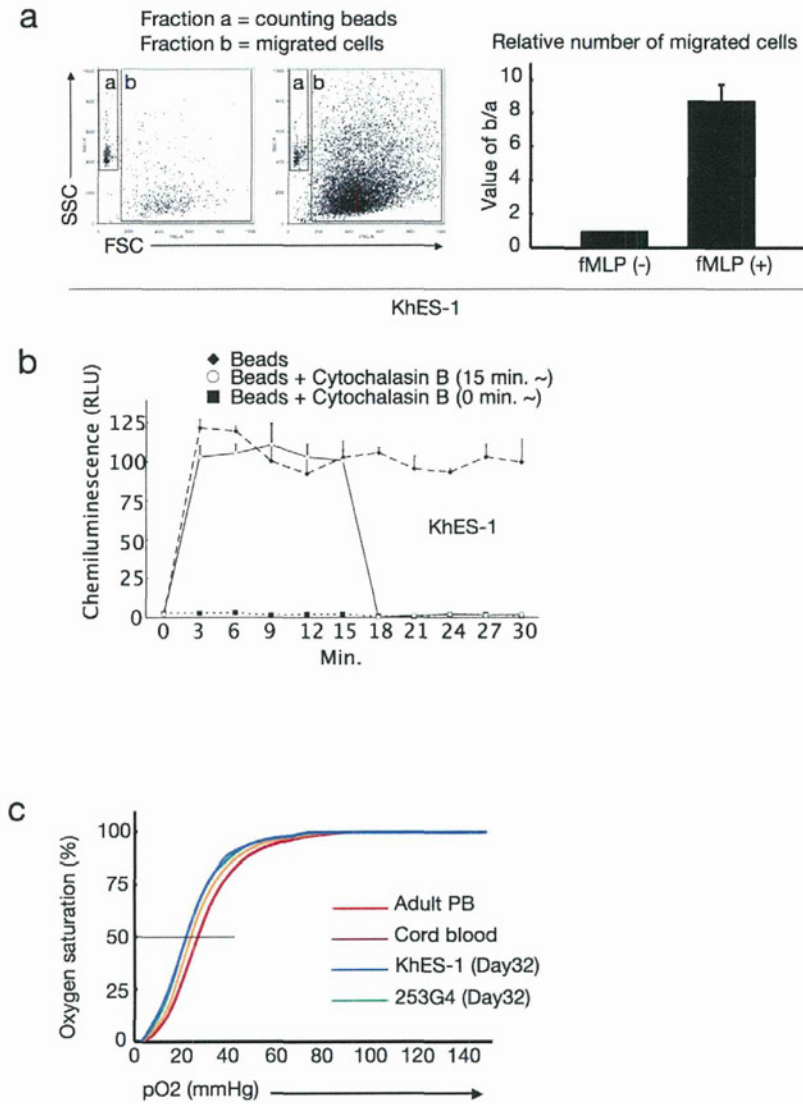 a
Fraction a = counting beads
Fraction b = migrated cells
SSC
a b
a b
FSC
Relative number of migrated cells
Value of b/a
10
8
6
4
2
0
fMLP (-) fMLP (+)
KhES-1
b
Beads
Beads + Cytochalasin B (15 min. ~)
Beads + Cytochalasin B (0 min. ~)
Chemiluminescence (RLU)
125
100
75
50
25
0
KhES-1
0 3 6 9 12 15 18 21 24 27 30
Min.
c
Oxygen saturation (%)
100
75
50
25
0
Adult PB
Cord blood
KhES-1 (Day32)
253G4 (Day32)
0 20 40 60 80 100 120 140
pO2 (mmHg)